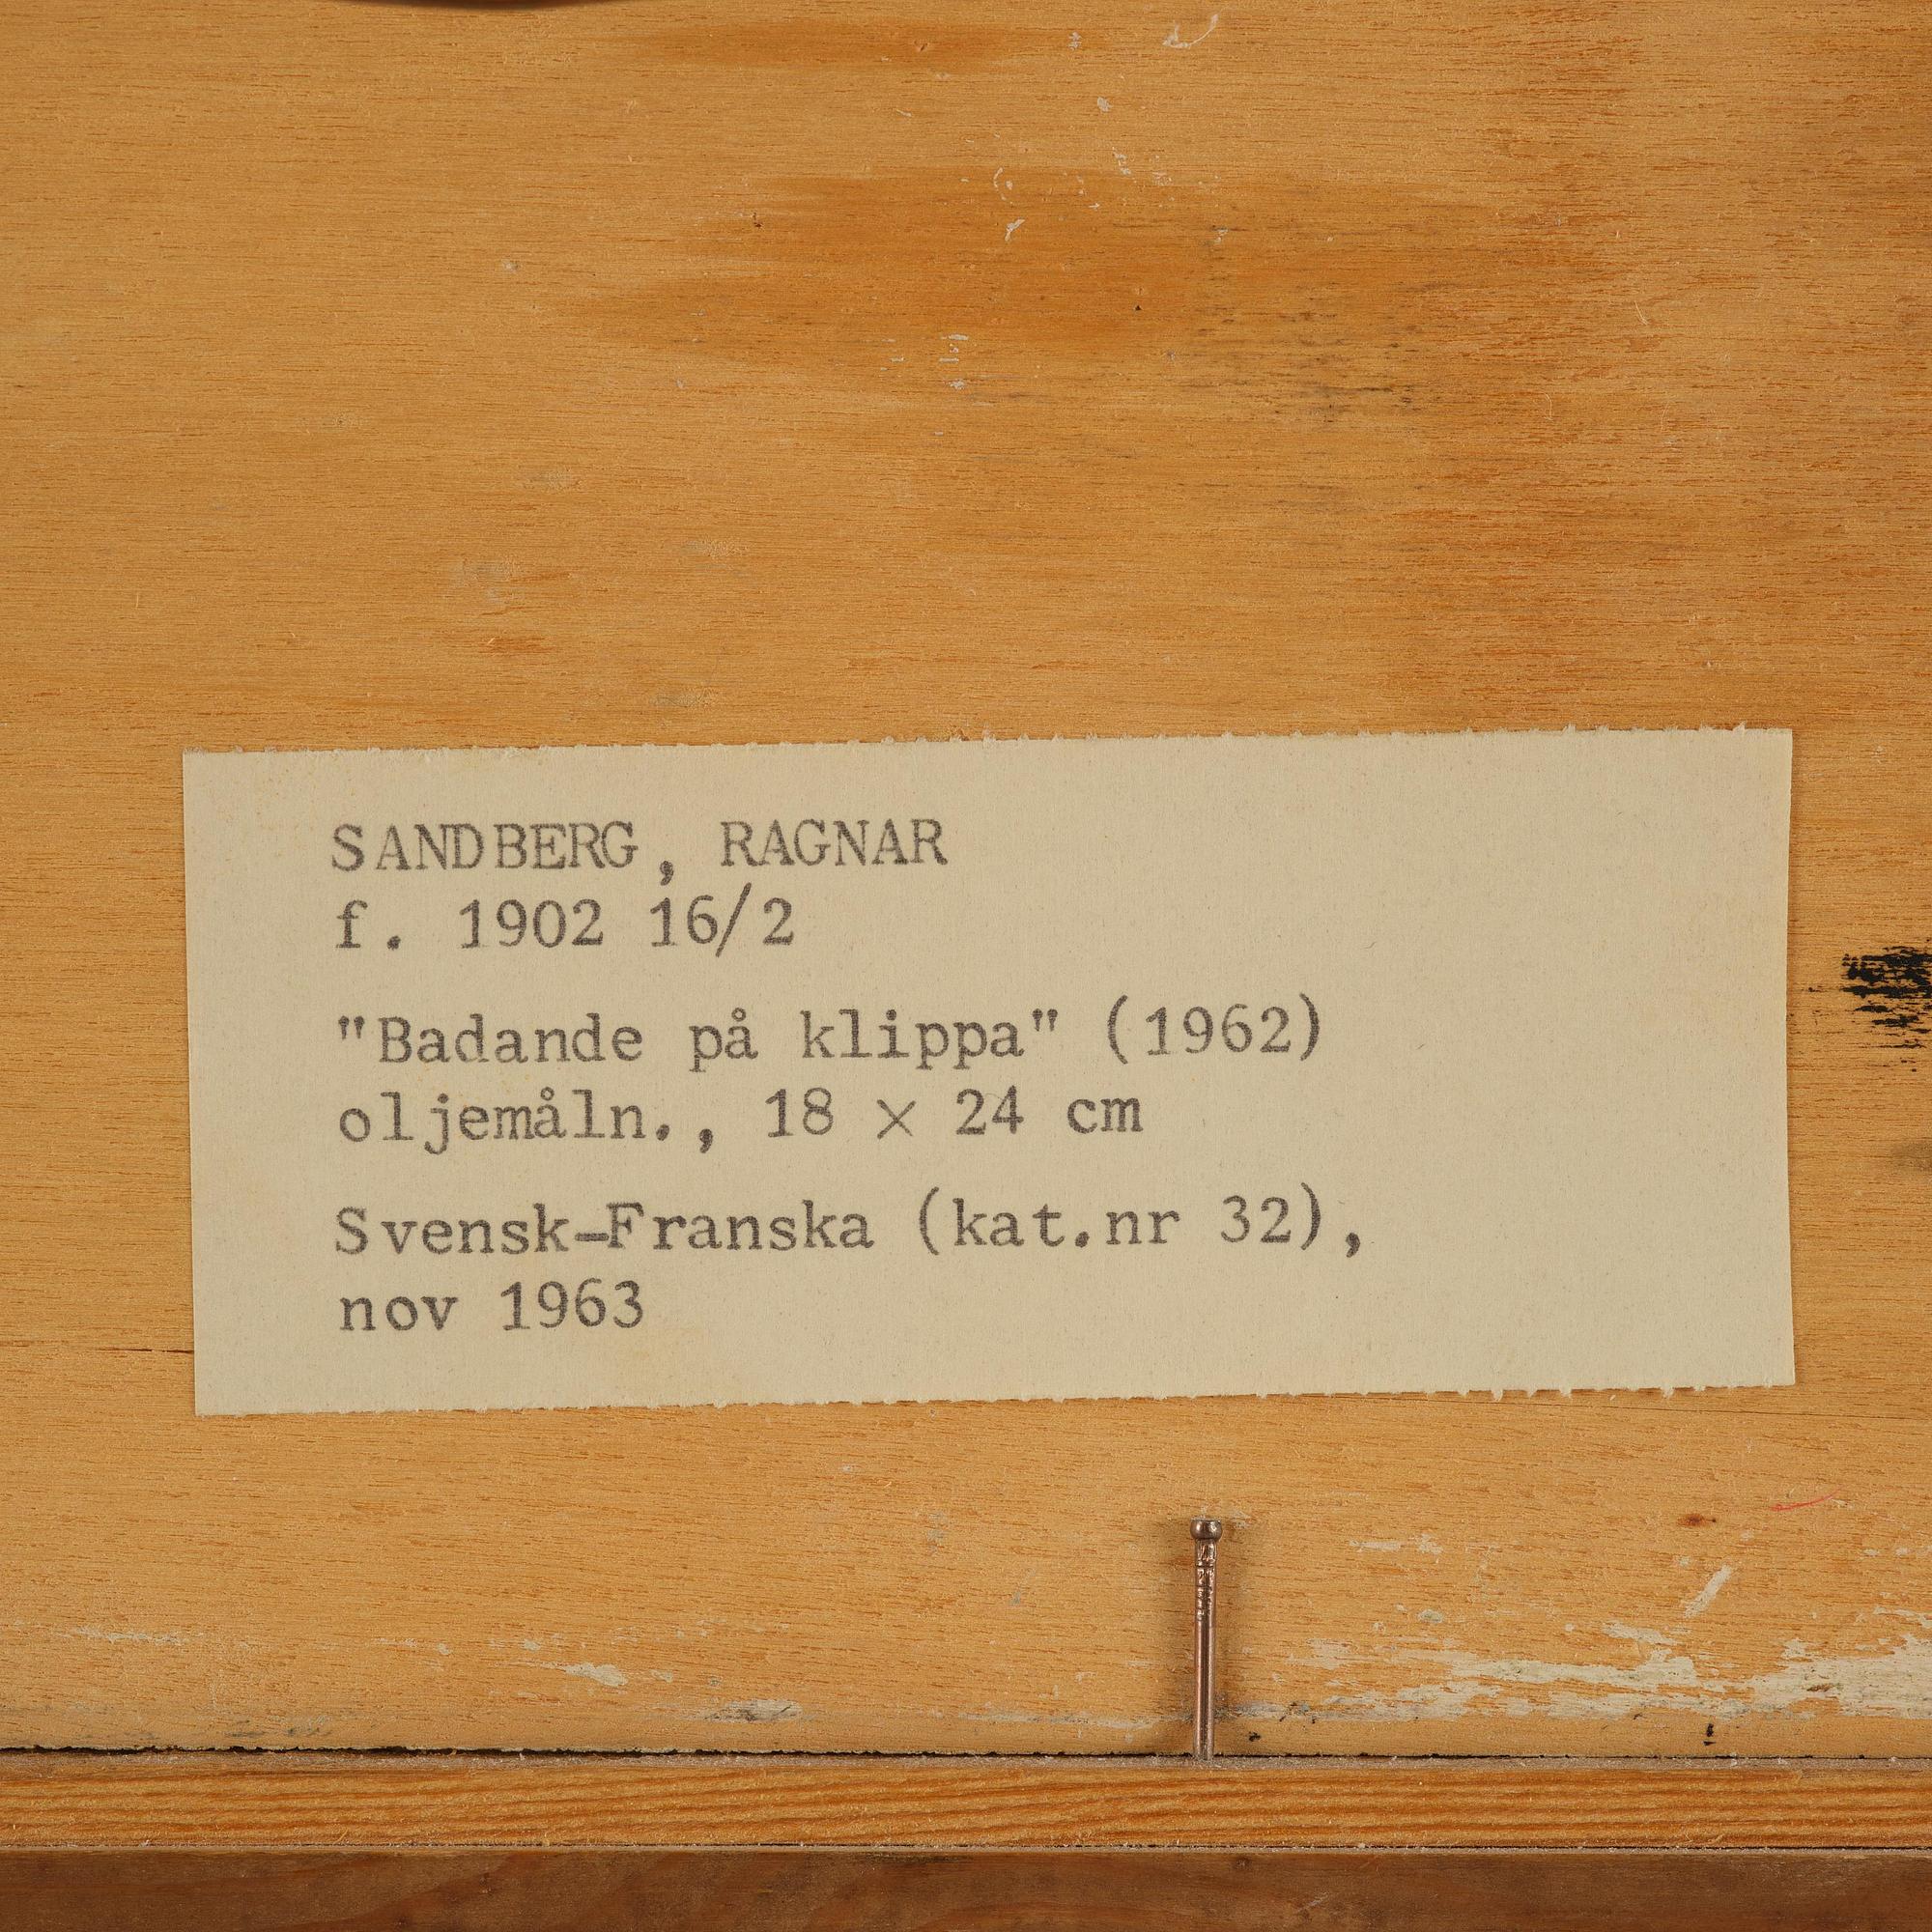 SANDBERG, RAGNAR
f. 1902 16/2
"Badande på klippa" (1962)
oljemåln., 18 × 24 cm
Svensk-Franska (kat.nr 32),
nov 1963